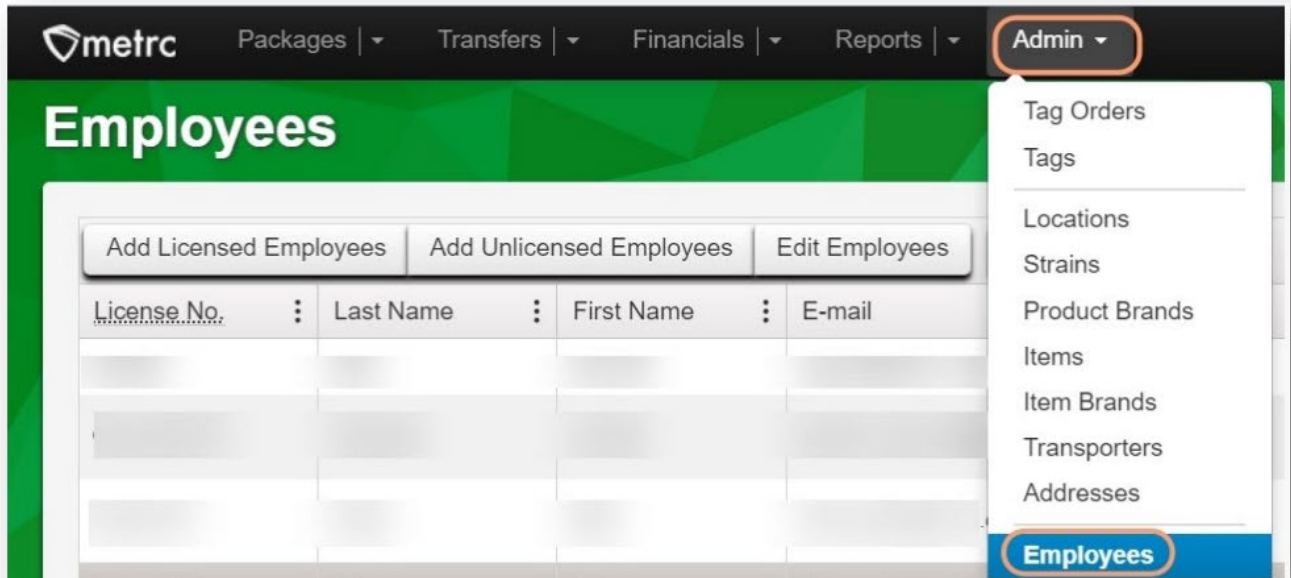 metrc Packages | Transfers | Financials | Reports | Admin
Employees
Tag Orders
Tags
Locations
Strains
Product Brands
Items
Item Brands
Transporters
Addresses
Employees
Add Licensed Employees Add Unlicensed Employees Edit Employees
License No. Last Name First Name E-mail